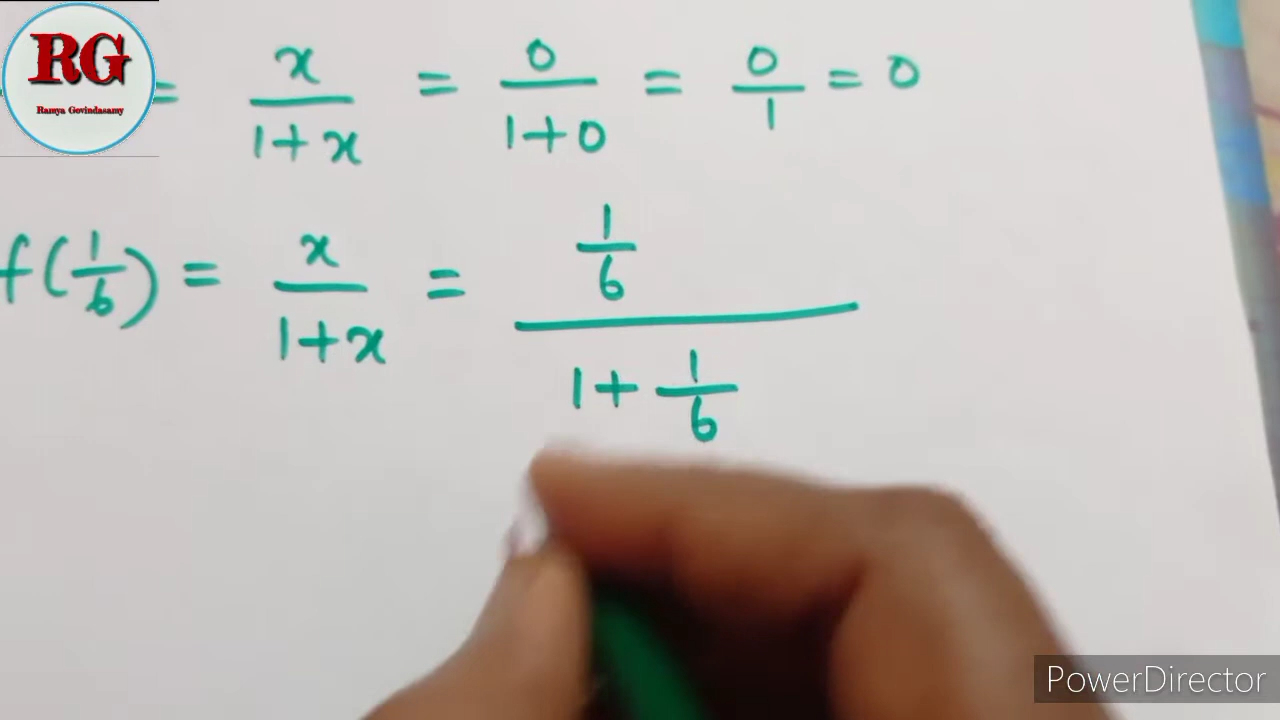 RG
Ramya Govindasamy
= x/(1+x) = 0/(1+0) = 0/1 = 0
f(1/6) = x/(1+x) = (1/6)/(1+1/6)
PowerDirector